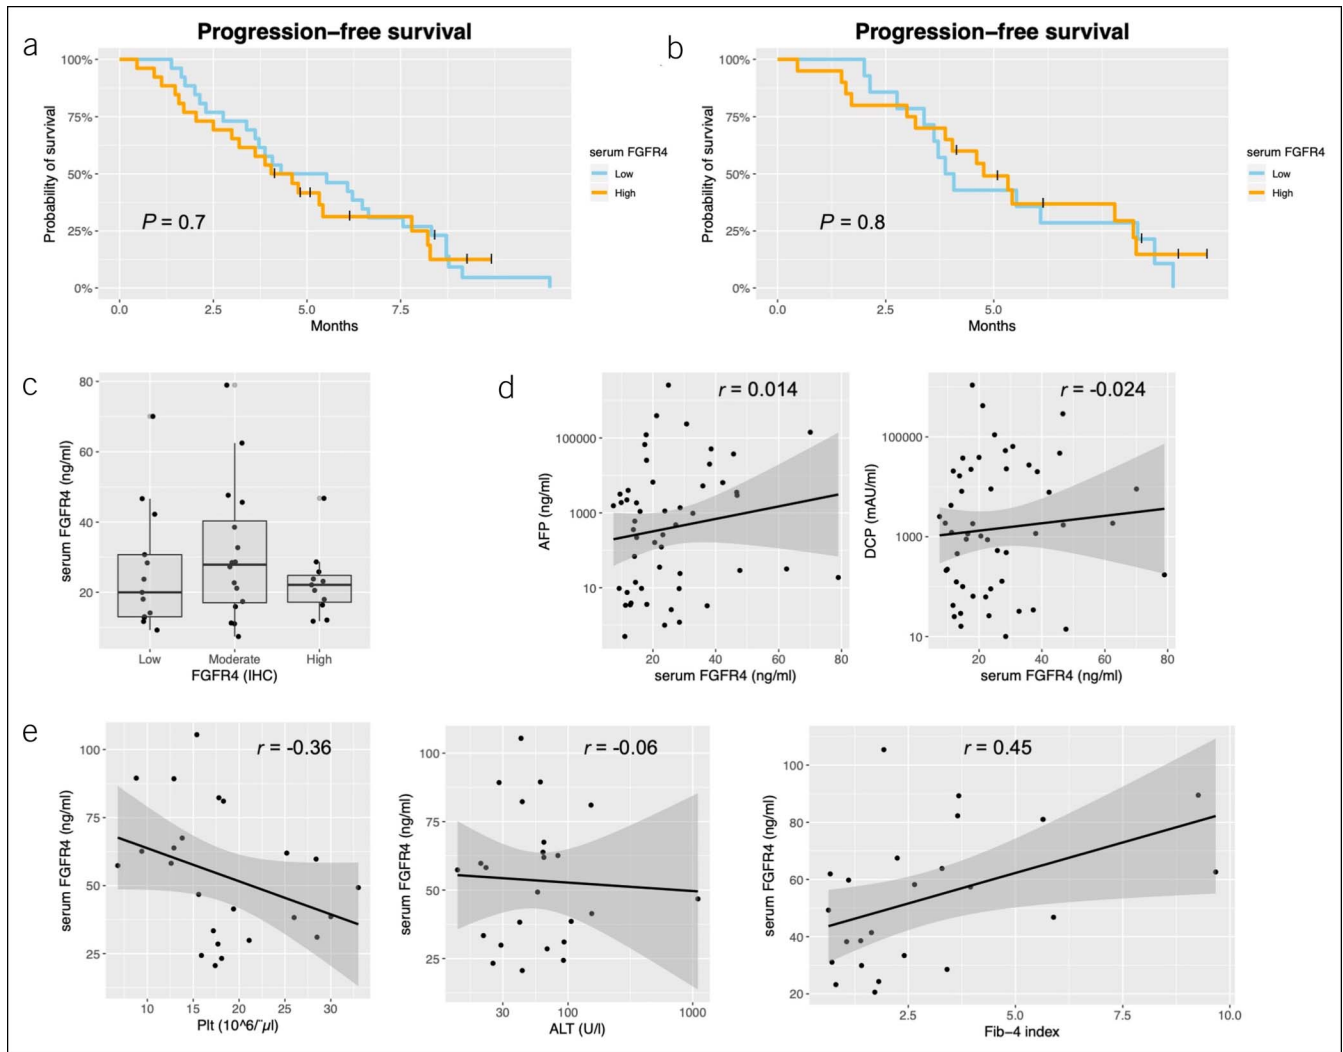 a
Progression-free survival
100%
75%
50%
25%
0%
Probability of survival
P = 0.7
0.0 2.5 5.0 7.5
Months
serum FGFR4
Low
High
b
Progression-free survival
100%
75%
50%
25%
0%
Probability of survival
P = 0.8
0.0 2.5 5.0
Months
serum FGFR4
Low
High
c
80
60
40
20
serum FGFR4 (ng/ml)
Low Moderate High
FGFR4 (IHC)
d
r = 0.014
100000
1000
10
AFP (ng/ml)
20 40 60 80
serum FGFR4 (ng/ml)
r = -0.024
100000
1000
10
DCP (mAU/ml)
20 40 60 80
serum FGFR4 (ng/ml)
e
r = -0.36
100
75
50
25
serum FGFR4 (ng/ml)
10 15 20 25 30
Plt (10^6/¯µl)
r = -0.06
100
75
50
25
serum FGFR4 (ng/ml)
30 100 1000
ALT (U/l)
r = 0.45
100
80
60
40
20
serum FGFR4 (ng/ml)
2.5 5.0 7.5 10.0
Fib-4 index